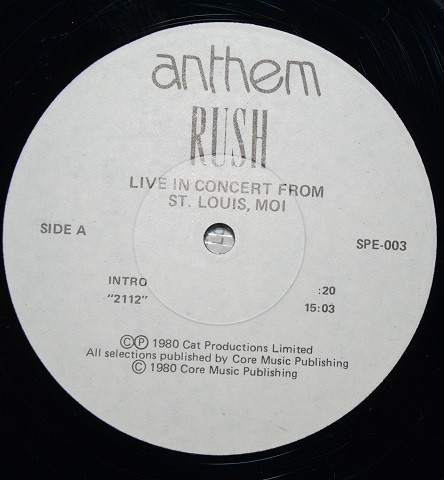 anthem
RUSH
LIVE IN CONCERT FROM
ST. LOUIS, MOI
SIDE A
SPE-003
INTRO :20
"2112" 15:03
ⒸⓅ 1980 Cat Productions Limited
All selections published by Core Music Publishing
Ⓒ 1980 Core Music Publishing